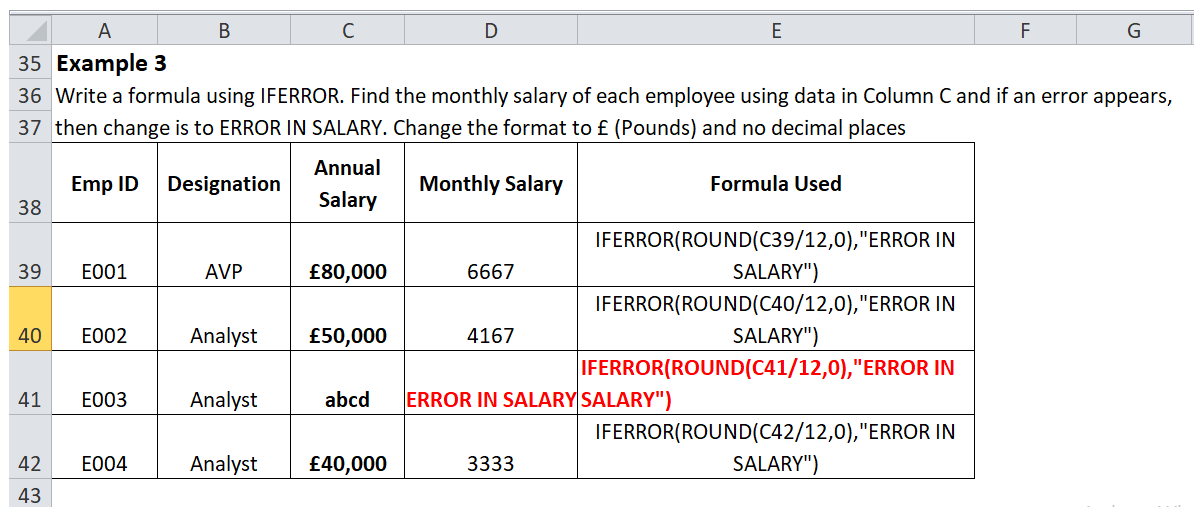 A B C D E F G
35 Example 3
36 Write a formula using IFERROR. Find the monthly salary of each employee using data in Column C and if an error appears,
37 then change is to ERROR IN SALARY. Change the format to £ (Pounds) and no decimal places
Annual
Emp ID Designation Monthly Salary Formula Used
38 Salary
IFERROR(ROUND(C39/12,0),"ERROR IN
39 E001 AVP £80,000 6667 SALARY")
IFERROR(ROUND(C40/12,0),"ERROR IN
40 E002 Analyst £50,000 4167 SALARY")
IFERROR(ROUND(C41/12,0),"ERROR IN
41 E003 Analyst abcd ERROR IN SALARY SALARY")
IFERROR(ROUND(C42/12,0),"ERROR IN
42 E004 Analyst £40,000 3333 SALARY")
43